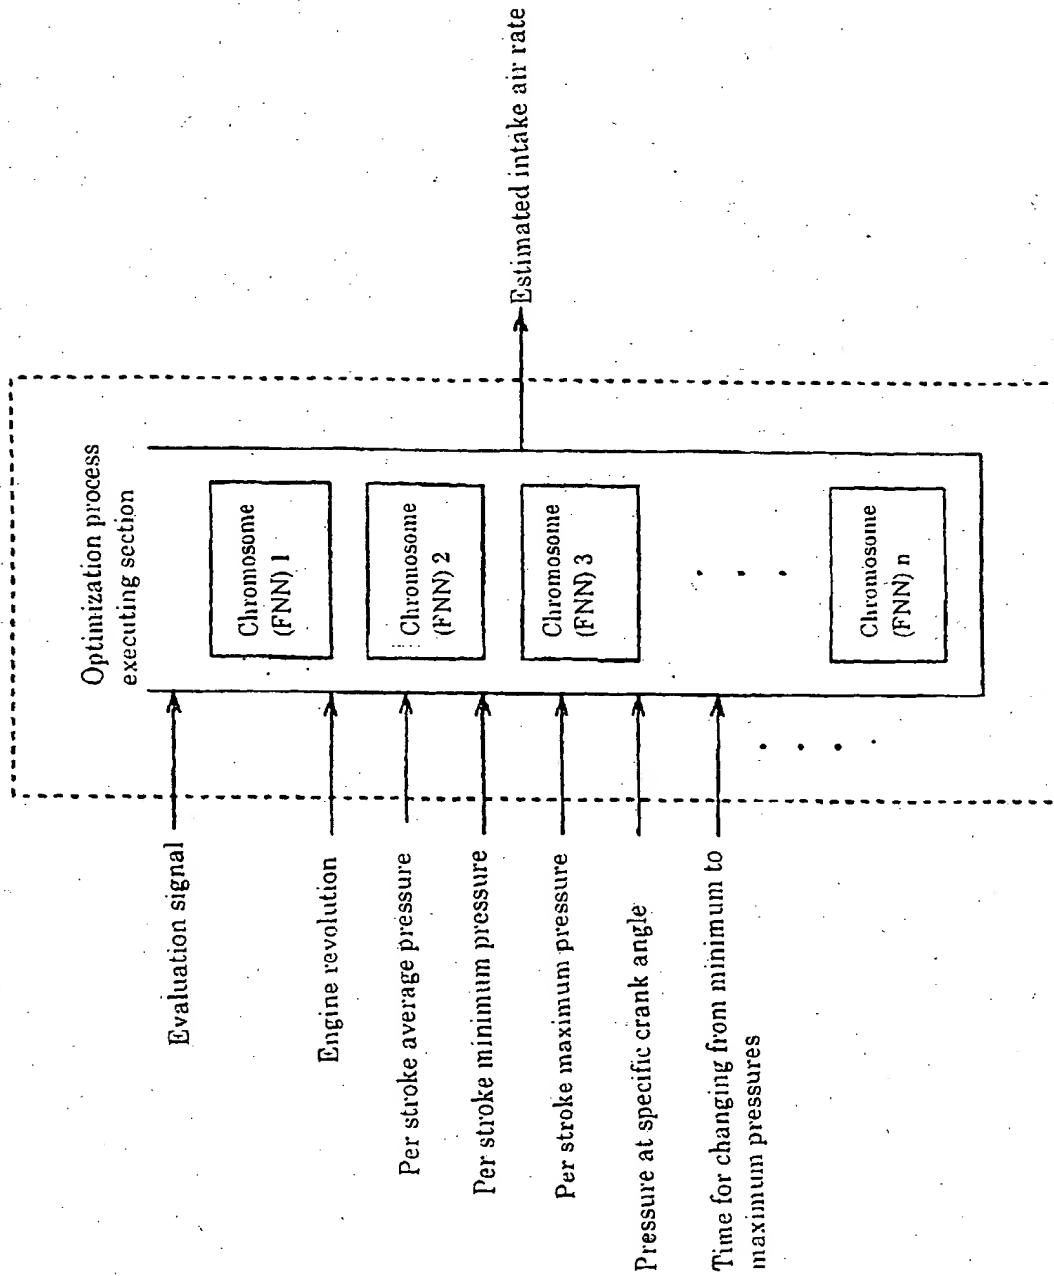 Optimization process
executing section
Evaluation signal
Engine revolution
Per stroke average pressure
Per stroke minimum pressure
Per stroke maximum pressure
Pressure at specific crank angle
Time for changing from minimum to
maximum pressures
Chromosome
(FNN) 1
Chromosome
(FNN) 2
Chromosome
(FNN) 3
Chromosome
(FNN) n
Estimated intake air rate